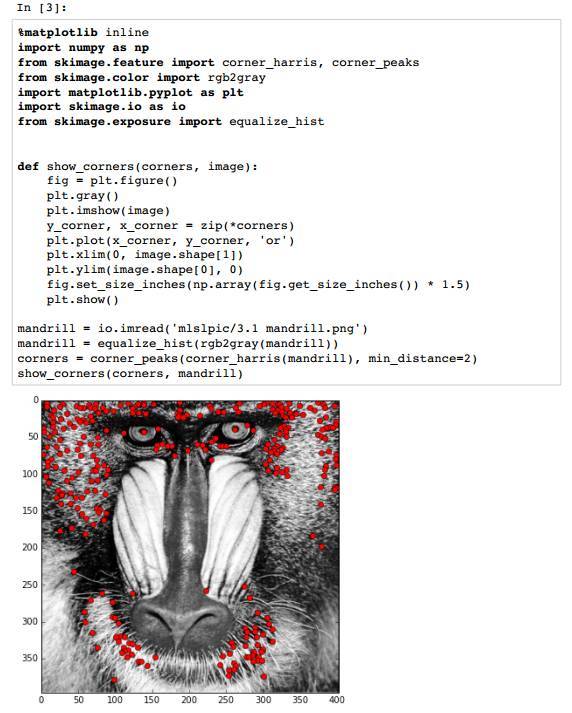 In [3]:
%matplotlib inline
import numpy as np
from skimage.feature import corner_harris, corner_peaks
from skimage.color import rgb2gray
import matplotlib.pyplot as plt
import skimage.io as io
from skimage.exposure import equalize_hist
def show_corners(corners, image):
    fig = plt.figure()
    plt.gray()
    plt.imshow(image)
    y_corner, x_corner = zip(*corners)
    plt.plot(x_corner, y_corner, 'or')
    plt.xlim(0, image.shape[1])
    plt.ylim(image.shape[0], 0)
    fig.set_size_inches(np.array(fig.get_size_inches()) * 1.5)
    plt.show()
mandrill = io.imread('mlslpic/3.1 mandrill.png')
mandrill = equalize_hist(rgb2gray(mandrill))
corners = corner_peaks(corner_harris(mandrill), min_distance=2)
show_corners(corners, mandrill)
0
50
100
150
200
250
300
350
0 50 100 150 200 250 300 350 400